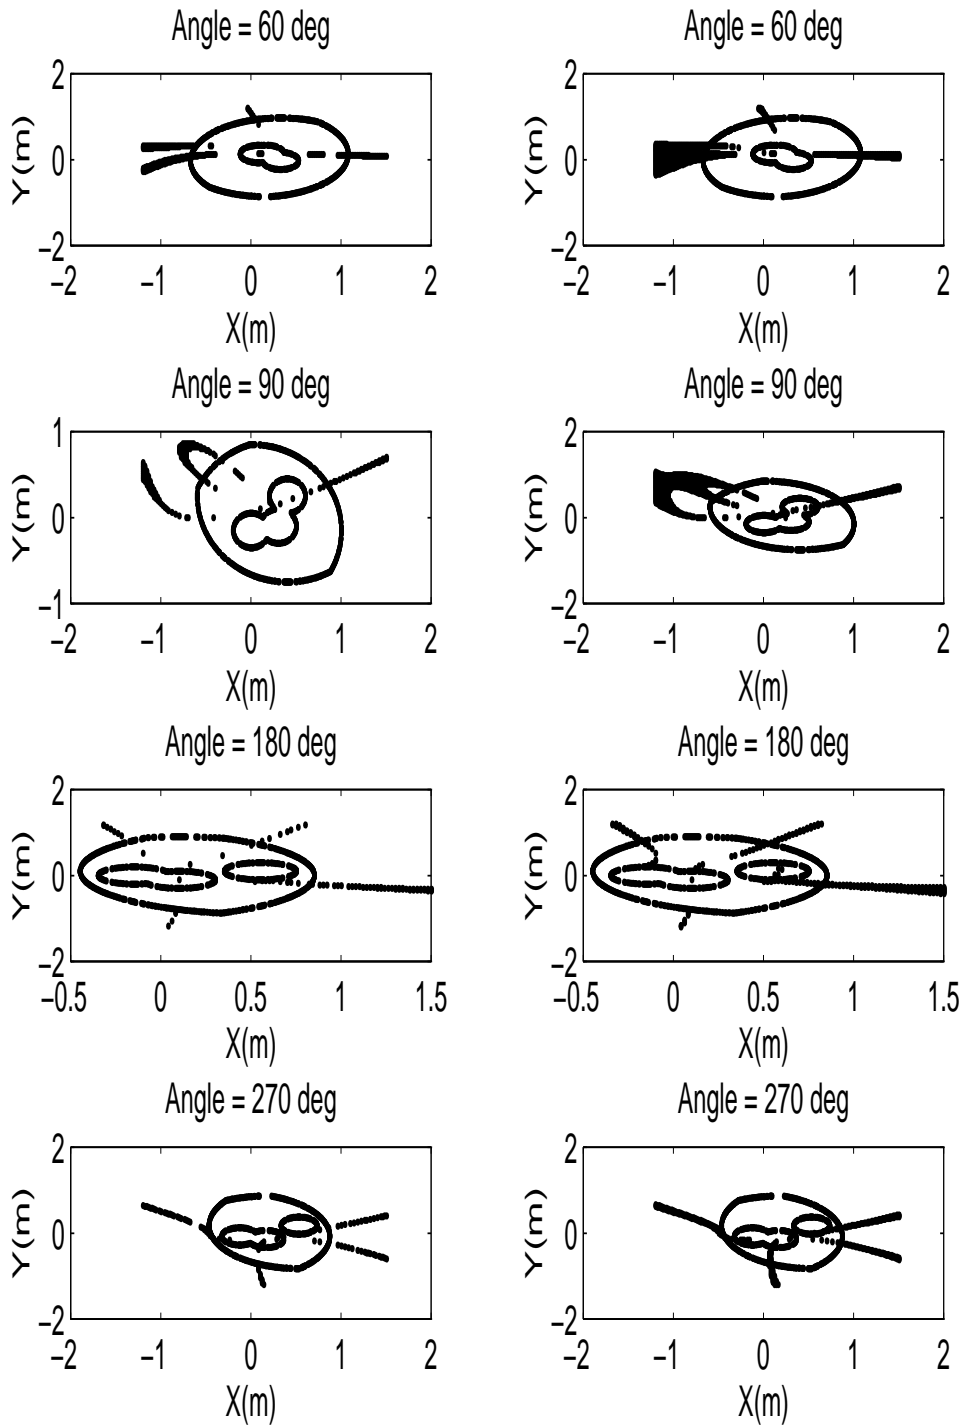 Angle = 60 deg
Y(m)
2
0
−2
−2 −1 0 1 2
X(m)
Angle = 60 deg
Y(m)
2
0
−2
−2 −1 0 1 2
X(m)
Angle = 90 deg
Y(m)
1
0
−1
−2 −1 0 1 2
X(m)
Angle = 90 deg
Y(m)
2
0
−2
−2 −1 0 1 2
X(m)
Angle = 180 deg
Y(m)
2
0
−2
−0.5 0 0.5 1 1.5
X(m)
Angle = 180 deg
Y(m)
2
0
−2
−0.5 0 0.5 1 1.5
X(m)
Angle = 270 deg
Y(m)
2
0
−2
−2 −1 0 1 2
X(m)
Angle = 270 deg
Y(m)
2
0
−2
−2 −1 0 1 2
X(m)